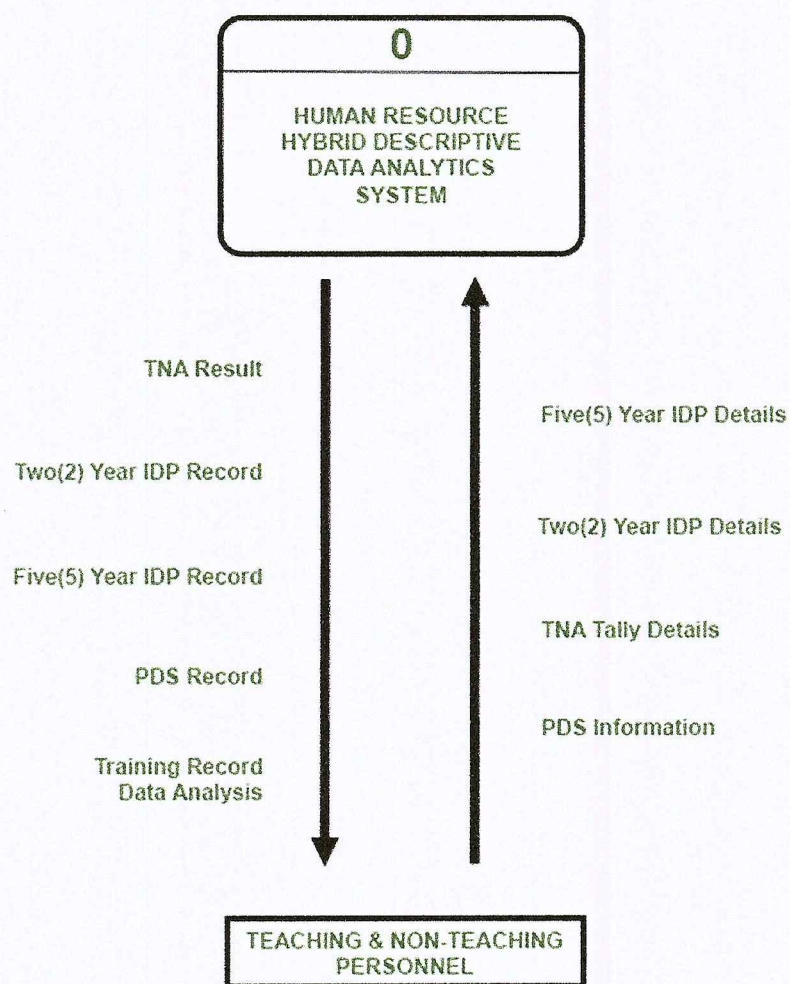 0
HUMAN RESOURCE
HYBRID DESCRIPTIVE
DATA ANALYTICS
SYSTEM
TNA Result
Two(2) Year IDP Record
Five(5) Year IDP Record
PDS Record
Training Record
Data Analysis
Five(5) Year IDP Details
Two(2) Year IDP Details
TNA Tally Details
PDS Information
TEACHING & NON-TEACHING
PERSONNEL